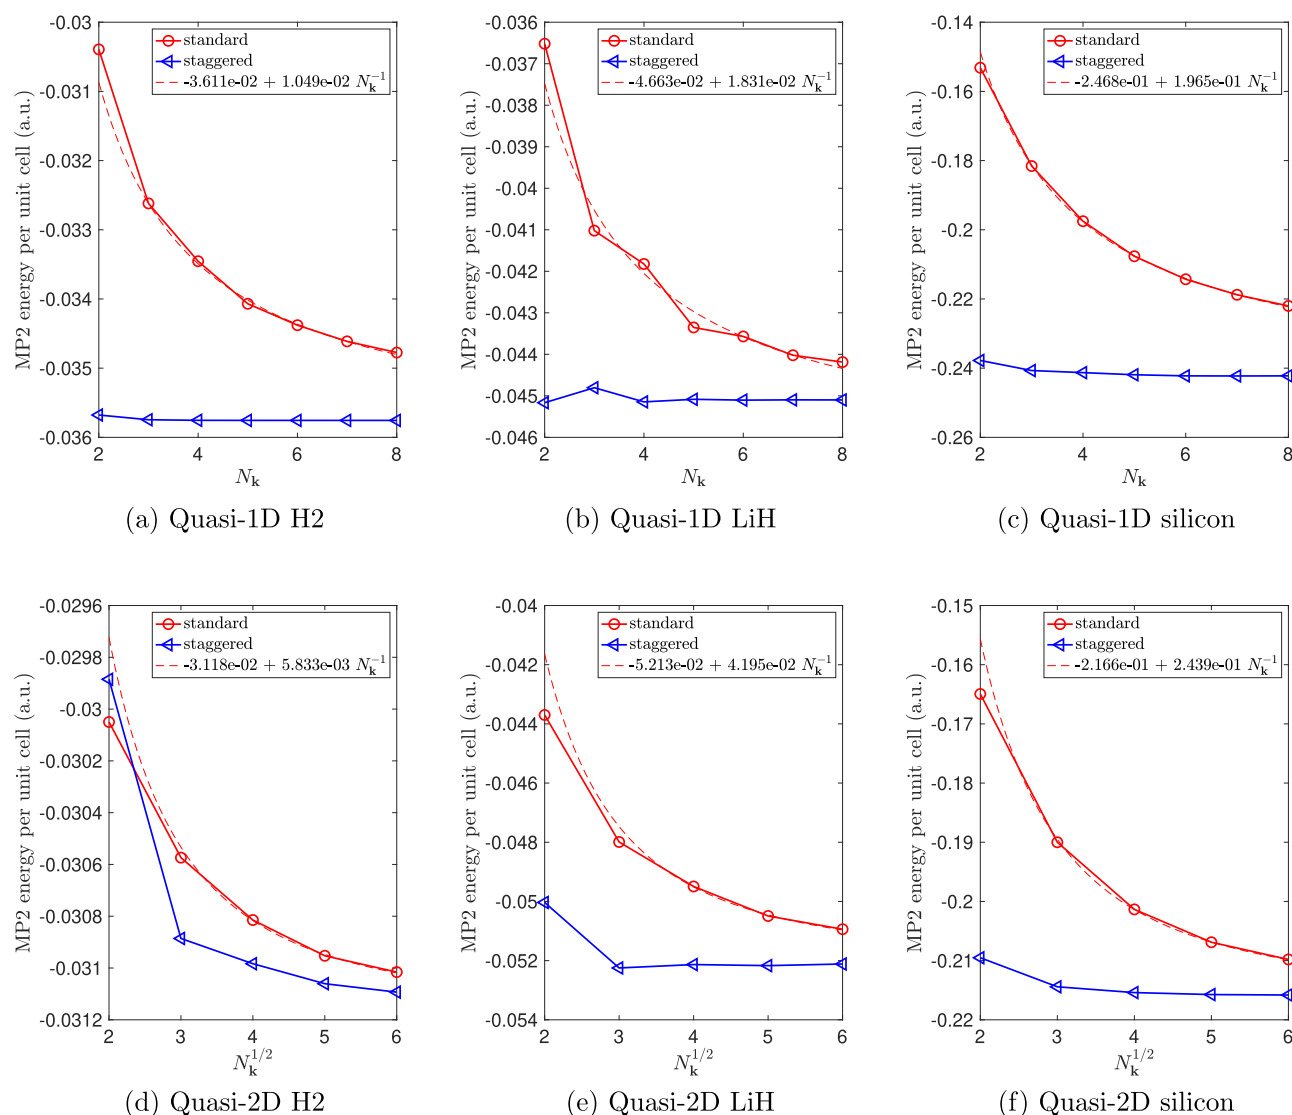 -0.03
-0.031
-0.032
-0.033
-0.034
-0.035
-0.036
2 4 6 8
MP2 energy per unit cell (a.u.)
N_k
standard
staggered
-3.611e-02 + 1.049e-02 N_k^{-1}
(a) Quasi-1D H2
-0.036
-0.037
-0.038
-0.039
-0.04
-0.041
-0.042
-0.043
-0.044
-0.045
-0.046
2 4 6 8
MP2 energy per unit cell (a.u.)
N_k
standard
staggered
-4.663e-02 + 1.831e-02 N_k^{-1}
(b) Quasi-1D LiH
-0.14
-0.16
-0.18
-0.2
-0.22
-0.24
-0.26
2 4 6 8
MP2 energy per unit cell (a.u.)
N_k
standard
staggered
-2.468e-01 + 1.965e-01 N_k^{-1}
(c) Quasi-1D silicon
-0.0296
-0.0298
-0.03
-0.0302
-0.0304
-0.0306
-0.0308
-0.031
-0.0312
2 3 4 5 6
MP2 energy per unit cell (a.u.)
N_k^{1/2}
standard
staggered
-3.118e-02 + 5.833e-03 N_k^{-1}
(d) Quasi-2D H2
-0.04
-0.042
-0.044
-0.046
-0.048
-0.05
-0.052
-0.054
2 3 4 5 6
MP2 energy per unit cell (a.u.)
N_k^{1/2}
standard
staggered
-5.213e-02 + 4.195e-02 N_k^{-1}
(e) Quasi-2D LiH
-0.15
-0.16
-0.17
-0.18
-0.19
-0.2
-0.21
-0.22
2 3 4 5 6
MP2 energy per unit cell (a.u.)
N_k^{1/2}
standard
staggered
-2.166e-01 + 2.439e-01 N_k^{-1}
(f) Quasi-2D silicon